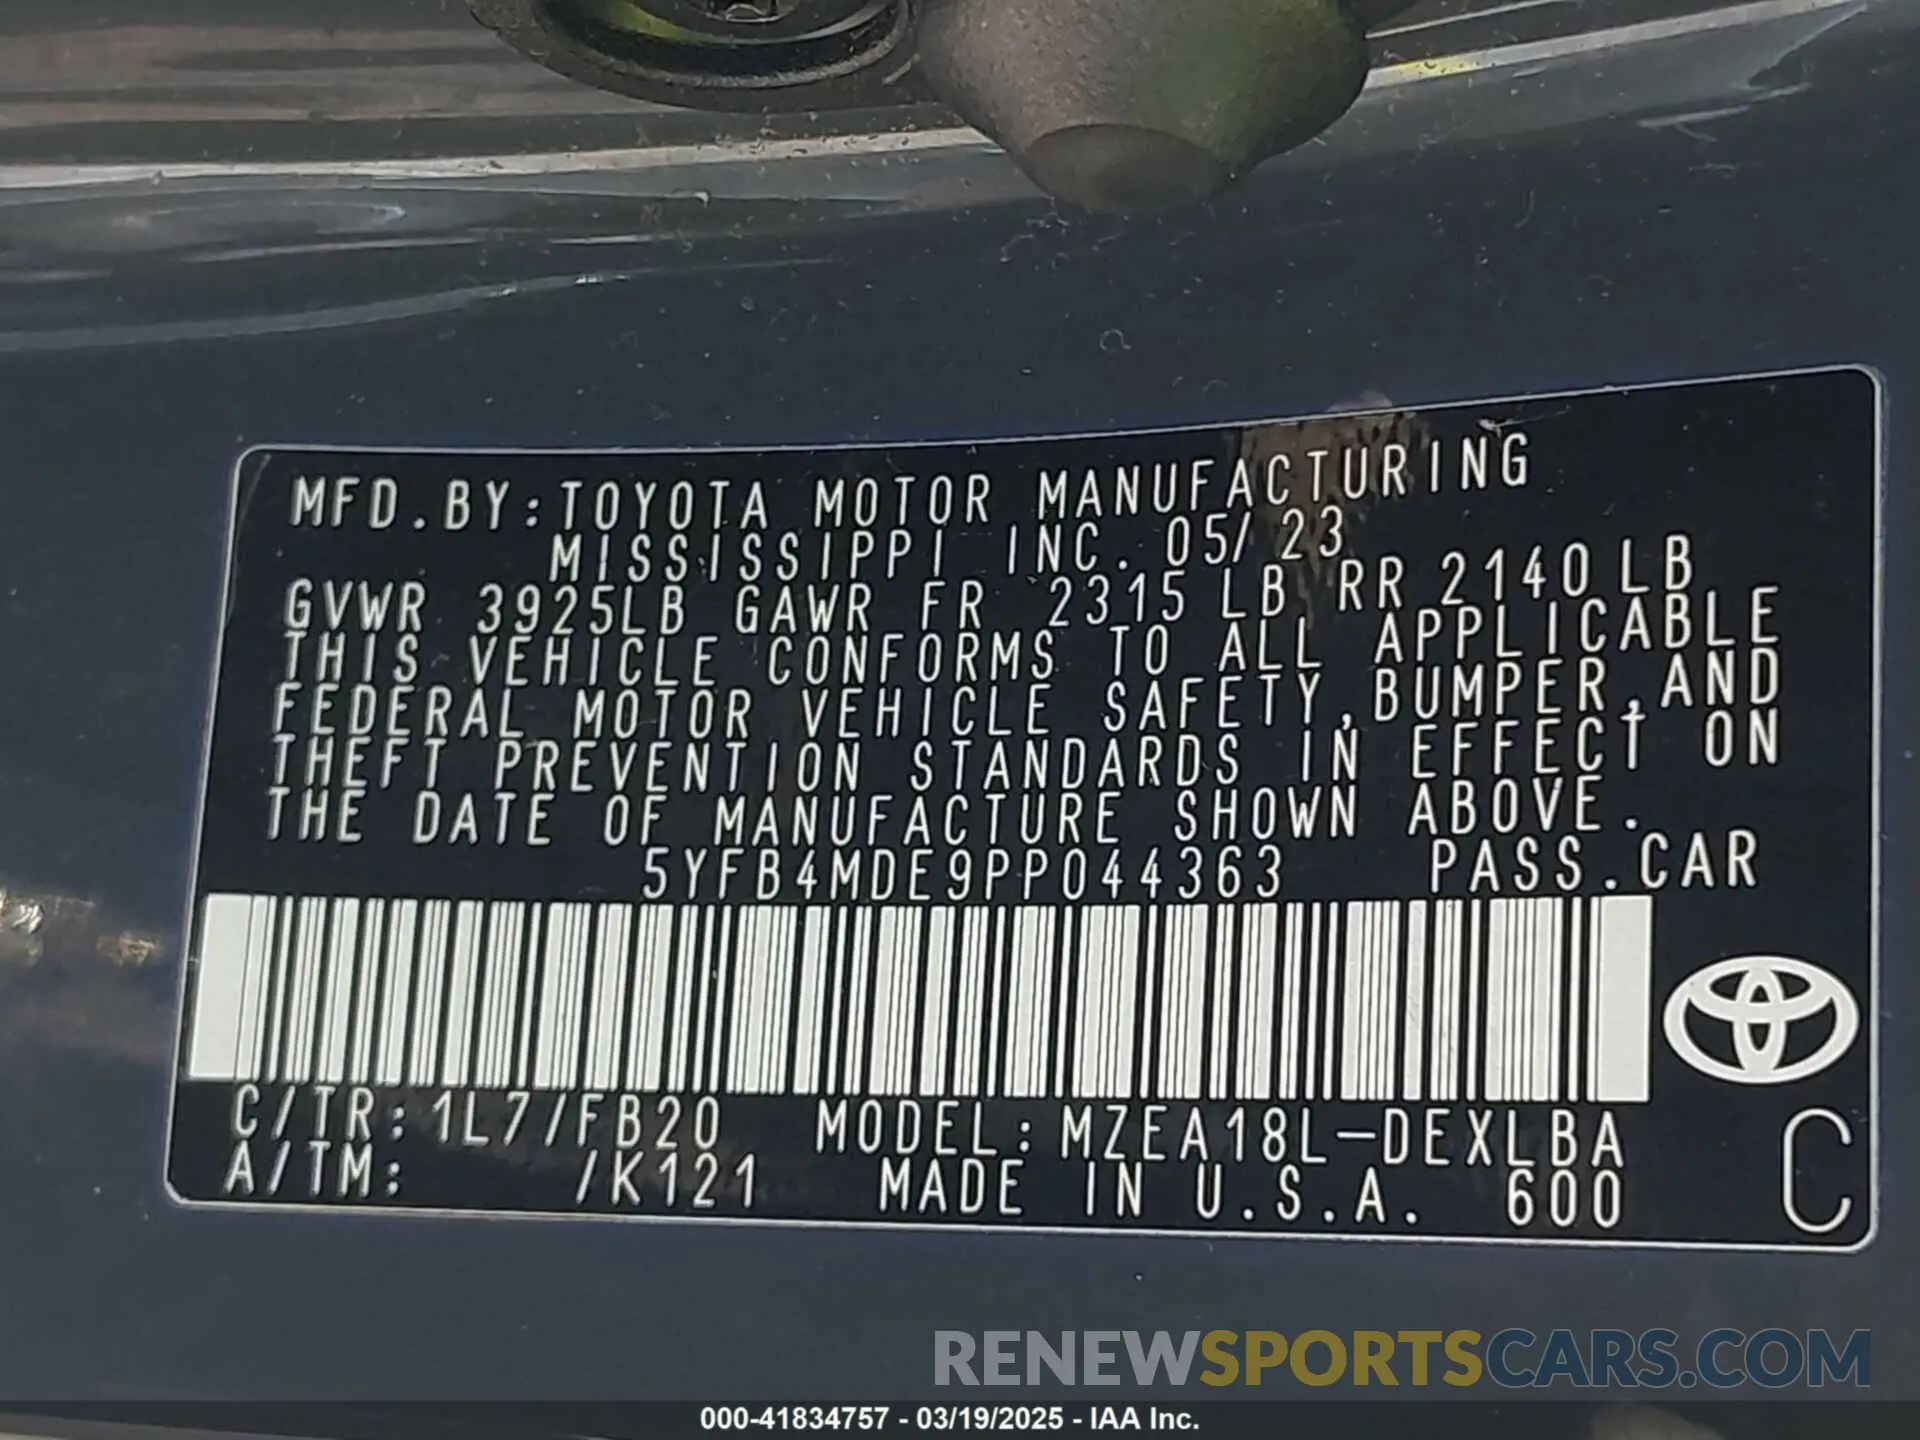 MFD.BY:TOYOTA MOTOR MANUFACTURING
MISSISSIPPI INC. 05/23
GVWR 3925LB GAWR FR 2315 LB RR 2140 LB
THIS VEHICLE CONFORMS TO ALL APPLICABLE
FEDERAL MOTOR VEHICLE SAFETY,BUMPER,AND
THEFT PREVENTION STANDARDS IN EFFECT ON
THE DATE OF MANUFACTURE SHOWN ABOVE.
5YFB4MDE9PP044363 PASS.CAR
C/TR:1L7/FB20 MODEL:MZEA18L-DEXLBA
A/TM: /K121 MADE IN U.S.A. 600
C
RENEWSPORTSCARS.COM
000-41834757 - 03/19/2025 - IAA Inc.